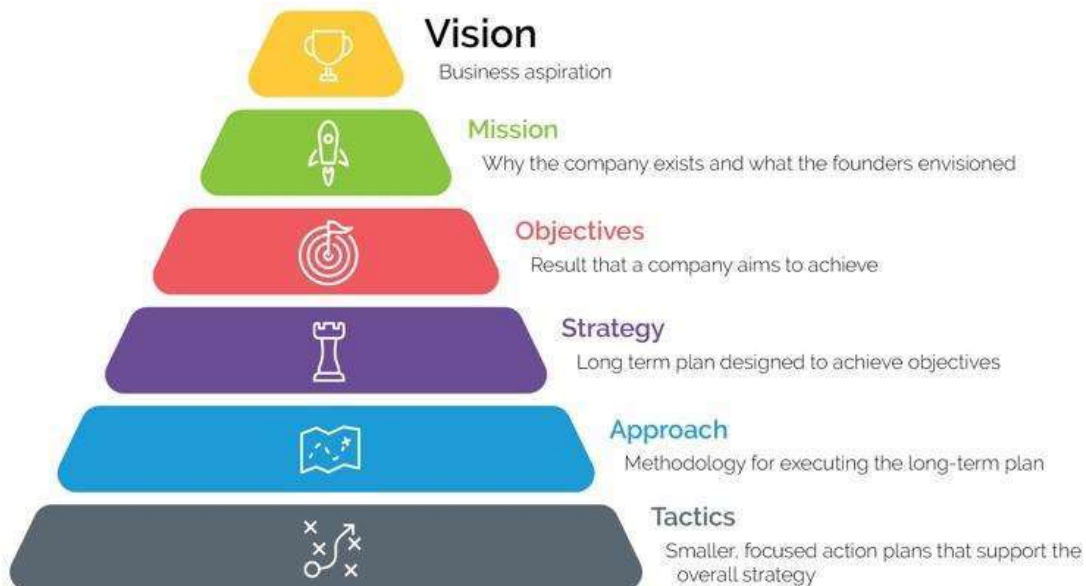 Vision
Business aspiration
Mission
Why the company exists and what the founders envisioned
Objectives
Result that a company aims to achieve
Strategy
Long term plan designed to achieve objectives
Approach
Methodology for executing the long-term plan
Tactics
Smaller, focused action plans that support the
overall strategy